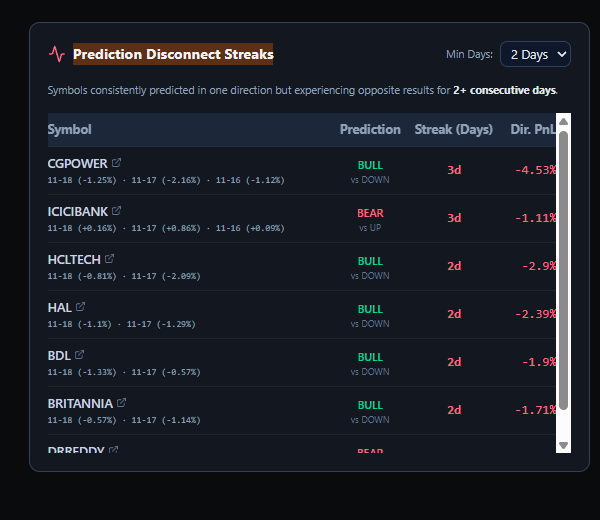 Prediction Disconnect Streaks
Min Days: 2 Days
Symbols consistently predicted in one direction but experiencing opposite results for 2+ consecutive days.
Symbol Prediction Streak (Days) Dir. PnL
CGPOWER BULL 3d -4.53%
11-18 (-1.25%) · 11-17 (-2.16%) · 11-16 (-1.12%) vs DOWN
ICICIBANK BEAR 3d -1.11%
11-18 (+0.16%) · 11-17 (+0.86%) · 11-16 (+0.09%) vs UP
HCLTECH BULL 2d -2.9%
11-18 (-0.81%) · 11-17 (-2.09%) vs DOWN
HAL BULL 2d -2.39%
11-18 (-1.1%) · 11-17 (-1.29%) vs DOWN
BDL BULL 2d -1.9%
11-18 (-1.33%) · 11-17 (-0.57%) vs DOWN
BRITANNIA BULL 2d -1.71%
11-18 (-0.57%) · 11-17 (-1.14%) vs DOWN
DRREDDY BEAR